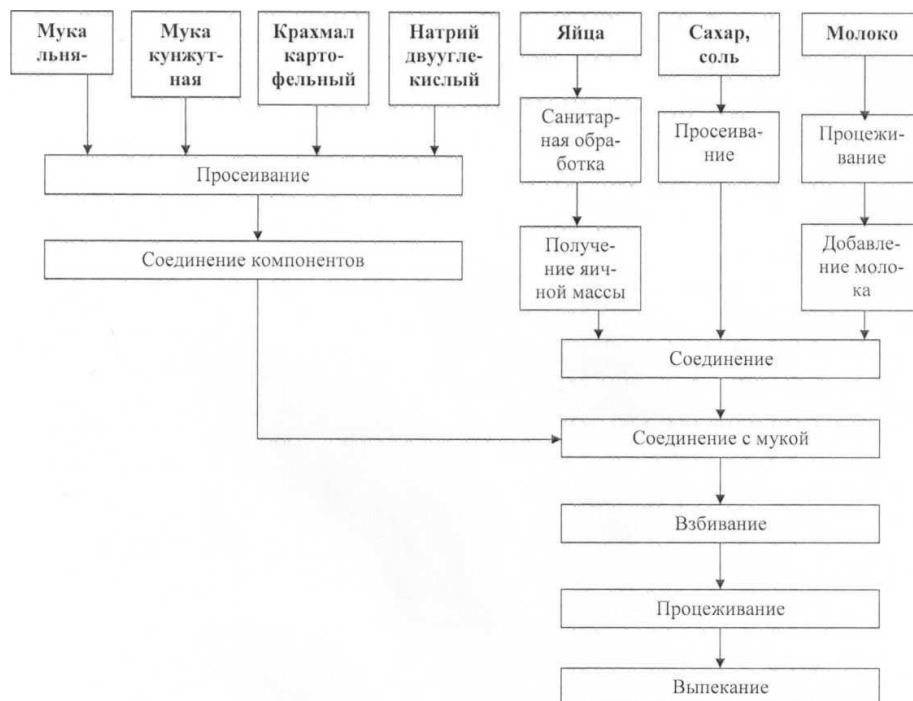 Мука
льня-
Мука
кунжут-
ная
Крахмал
карто-
фельный
Натрий
двуугле-
кислый
Яйца
Сахар,
соль
Молоко
Санитар-
ная обра-
ботка
Просеива-
ние
Процежи-
вание
Просеивание
Получе-
ние яич-
ной массы
Добавле-
ние моло-
ка
Соединение компонентов
Соединение
Соединение с мукой
Взбивание
Процеживание
Выпекание